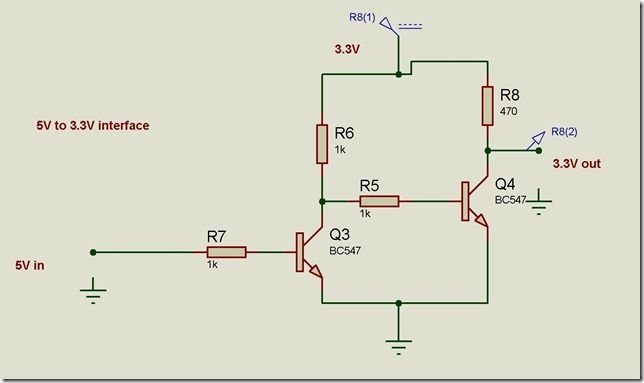 R8(1)
3.3V
R8
470
5V to 3.3V interface
R6
1k
R8(2)
3.3V out
R5
1k
Q4
BC547
R7
1k
Q3
BC547
5V in